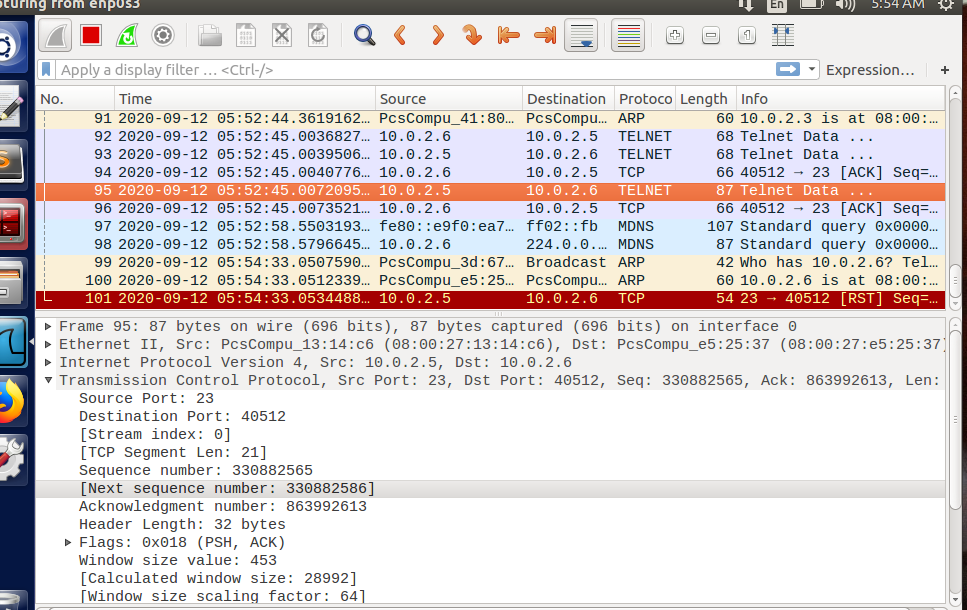 pturing from enp0s3
En
5:54 AM
Apply a display filter … <Ctrl-/>
Expression…
+
No. Time Source Destination Protoco Length Info
91 2020-09-12 05:52:44.3619162… PcsCompu_41:80… PcsCompu… ARP 60 10.0.2.3 is at 08:00:…
92 2020-09-12 05:52:45.0036827… 10.0.2.6 10.0.2.5 TELNET 68 Telnet Data ...
93 2020-09-12 05:52:45.0039506… 10.0.2.5 10.0.2.6 TELNET 68 Telnet Data ...
94 2020-09-12 05:52:45.0040776… 10.0.2.6 10.0.2.5 TCP 66 40512 → 23 [ACK] Seq=…
95 2020-09-12 05:52:45.0072095… 10.0.2.5 10.0.2.6 TELNET 87 Telnet Data ...
96 2020-09-12 05:52:45.0073521… 10.0.2.6 10.0.2.5 TCP 66 40512 → 23 [ACK] Seq=…
97 2020-09-12 05:52:58.5503193… fe80::e9f0:ea7… ff02::fb MDNS 107 Standard query 0x0000…
98 2020-09-12 05:52:58.5796645… 10.0.2.6 224.0.0.… MDNS 87 Standard query 0x0000…
99 2020-09-12 05:54:33.0507590… PcsCompu_3d:67… Broadcast ARP 42 Who has 10.0.2.6? Tel…
100 2020-09-12 05:54:33.0512339… PcsCompu_e5:25… PcsCompu… ARP 60 10.0.2.6 is at 08:00:…
101 2020-09-12 05:54:33.0534488… 10.0.2.5 10.0.2.6 TCP 54 23 → 40512 [RST] Seq=…
Frame 95: 87 bytes on wire (696 bits), 87 bytes captured (696 bits) on interface 0
Ethernet II, Src: PcsCompu_13:14:c6 (08:00:27:13:14:c6), Dst: PcsCompu_e5:25:37 (08:00:27:e5:25:37)
Internet Protocol Version 4, Src: 10.0.2.5, Dst: 10.0.2.6
Transmission Control Protocol, Src Port: 23, Dst Port: 40512, Seq: 330882565, Ack: 863992613, Len:
Source Port: 23
Destination Port: 40512
[Stream index: 0]
[TCP Segment Len: 21]
Sequence number: 330882565
[Next sequence number: 330882586]
Acknowledgment number: 863992613
Header Length: 32 bytes
Flags: 0x018 (PSH, ACK)
Window size value: 453
[Calculated window size: 28992]
[Window size scaling factor: 64]